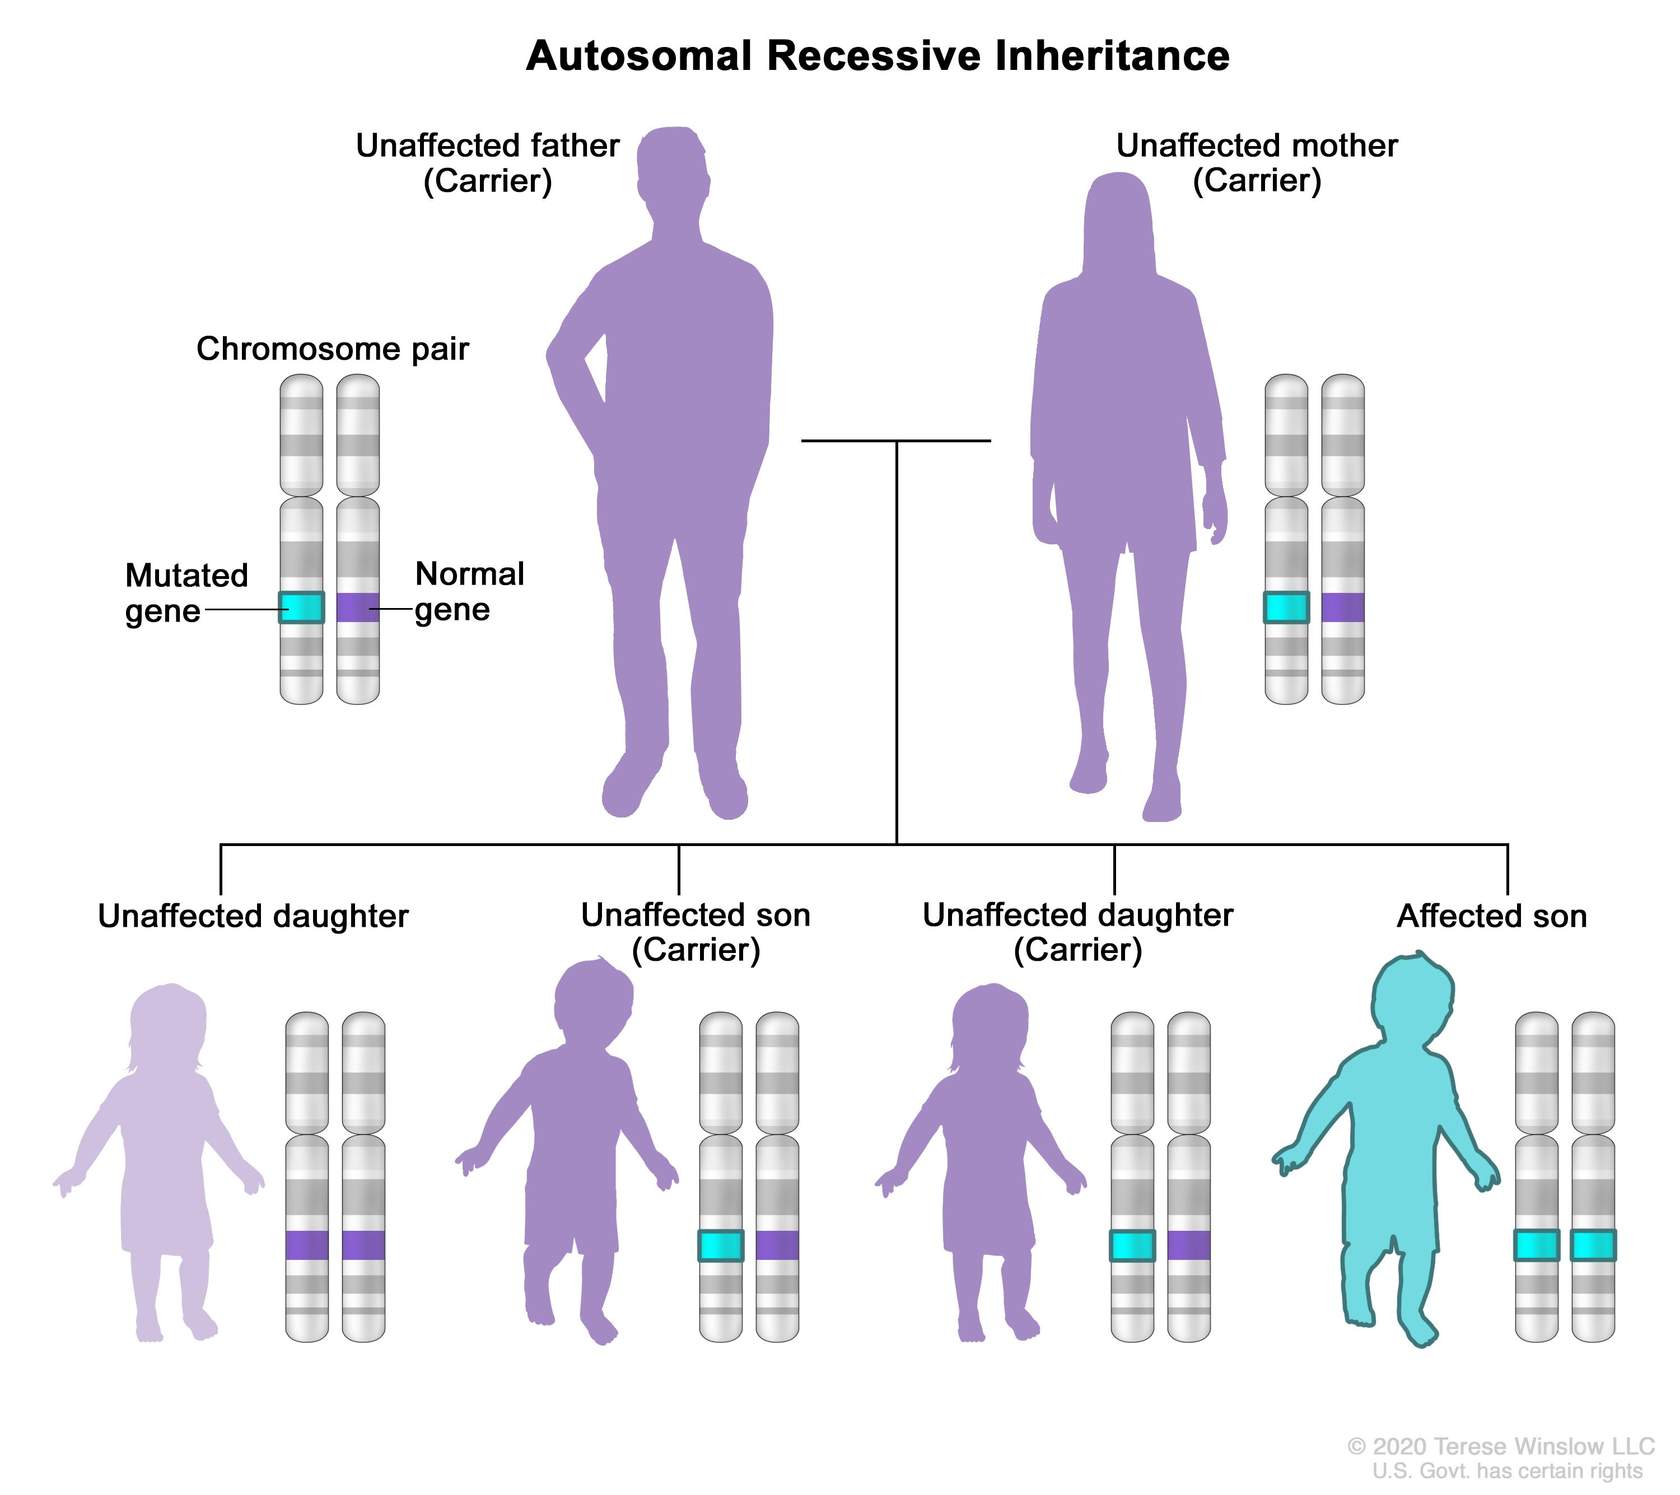 Autosomal Recessive Inheritance
Unaffected father
(Carrier)
Unaffected mother
(Carrier)
Chromosome pair
Mutated
gene
Normal
gene
Unaffected daughter
Unaffected son
(Carrier)
Unaffected daughter
(Carrier)
Affected son
© 2020 Terese Winslow LLC
U.S. Govt. has certain rights